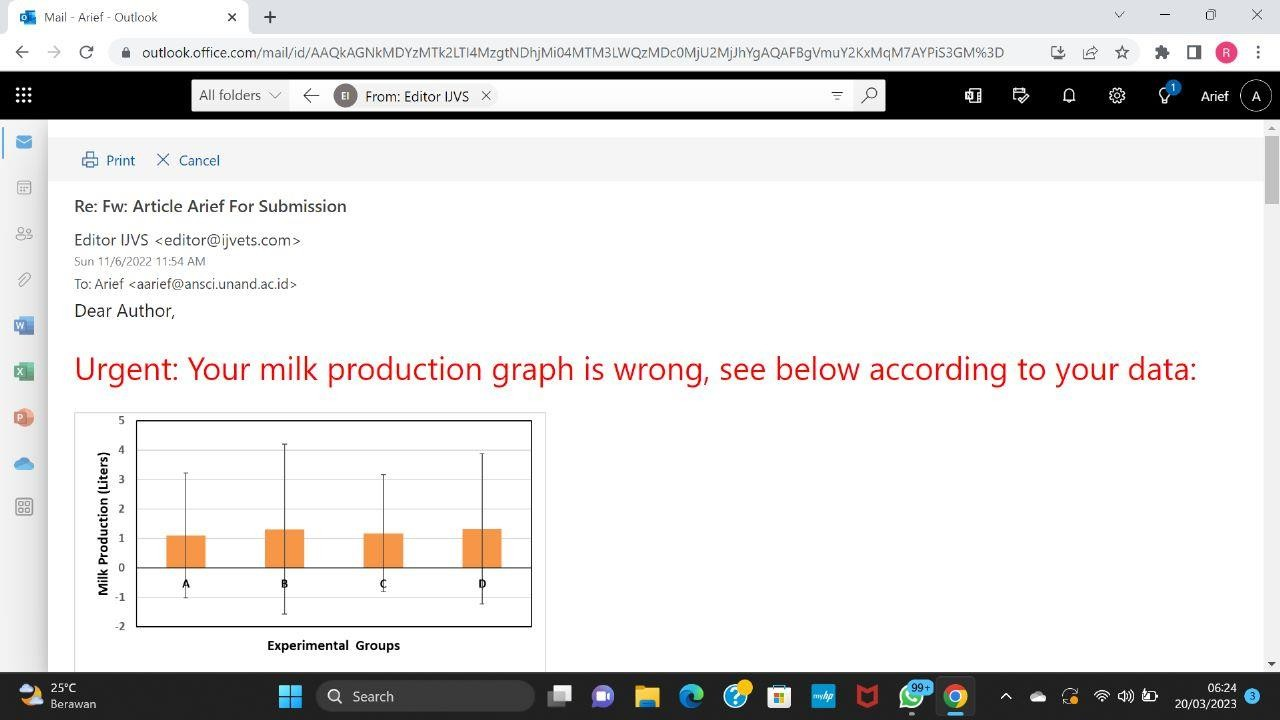 Mail - Arief - Outlook
outlook.office.com/mail/id/AAQkAGNkMDYzMTk2LTI4MzgtNDhjMi04MTM3LWQzMDc0MjU2MjJhYgAQAFBgVmuY2KxMqM7AYPiS3GM%3D
R
All folders
EI From: Editor IJVS
1
Arief
A
Print Cancel
Re: Fw: Article Arief For Submission
Editor IJVS <editor@ijvets.com>
Sun 11/6/2022 11:54 AM
To: Arief <aarief@ansci.unand.ac.id>
Dear Author,
Urgent: Your milk production graph is wrong, see below according to your data:
Milk Production (Liters)
5
4
3
2
1
0
-1
-2
A B C D
Experimental Groups
25°C
Berawan
Search
myhp
99+
06:24
20/03/2023
3